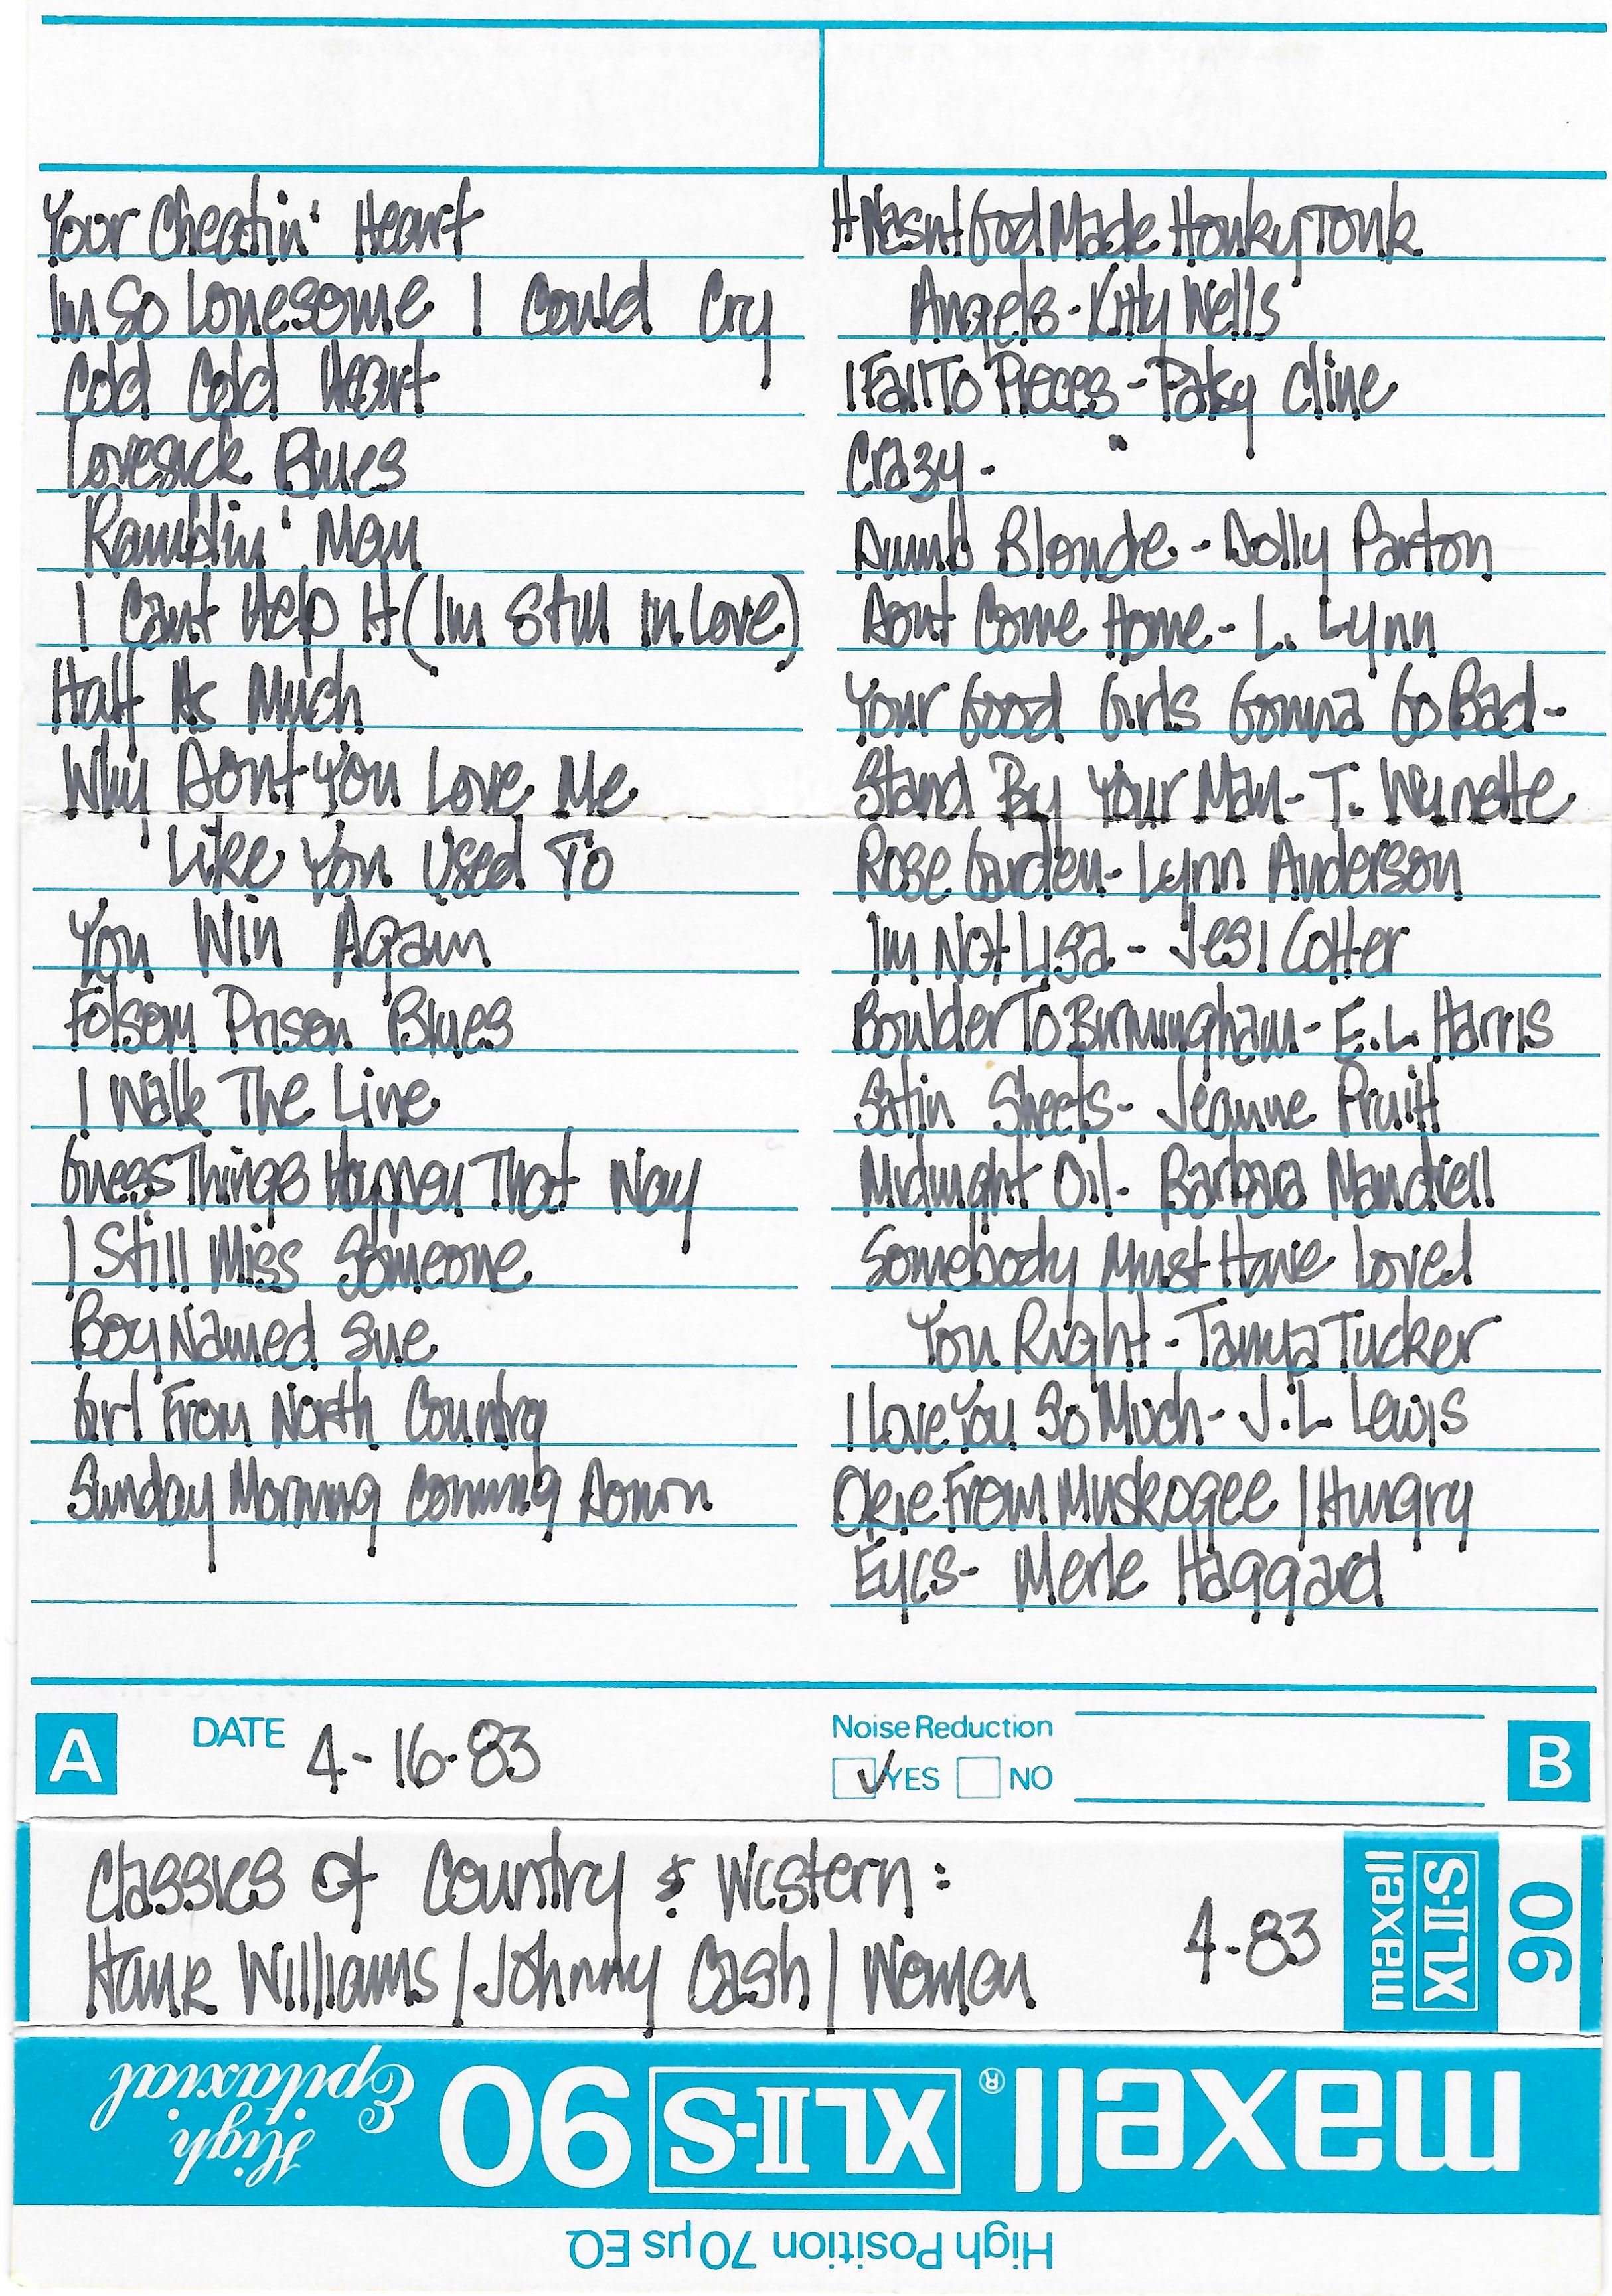 Your Cheatin' Heart
Im So Lonesome I Could Cry
Cold Cold Heart
Lovesick Blues
Ramblin' Man
I Cant Help It (Im Still In Love)
Half As Much
Why Dont You Love Me
Like You Used To
You Win Again
Folsom Prison Blues
I Walk The Line
Guess Things Happen That Way
I Still Miss Someone
Boy Named Sue
Girl From North Country
Sunday Morning Coming Down
It Wasnt God Made Honky Tonk
Angels - Kitty Wells
I Fall To Pieces - Patsy Cline
Crazy - "
Dumb Blonde - Dolly Parton
Dont Come Home - L. Lynn
Your Good Girls Gonna Go Bad -
Stand By Your Man - T. Wynette
Rose Garden - Lynn Anderson
Im Not Lisa - Jesi Colter
Boulder To Birmingham - E.L. Harris
Satin Sheets - Jeanne Pruitt
Midnight Oil - Barbara Mandrell
Somebody Must Have Loved
You Right - Tanya Tucker
I Love You So Much - J.L. Lewis
Okie From Muskogee / Hungry
Eyes - Merle Haggard
A DATE 4-16-83
Noise Reduction
YES NO
B
Classics Of Country & Western:
Hank Williams / Johnny Cash / Women
4-83
maxell
XLII-S
90
maxell® XLII-S 90
High
Epitaxial
High Position 70µs EQ